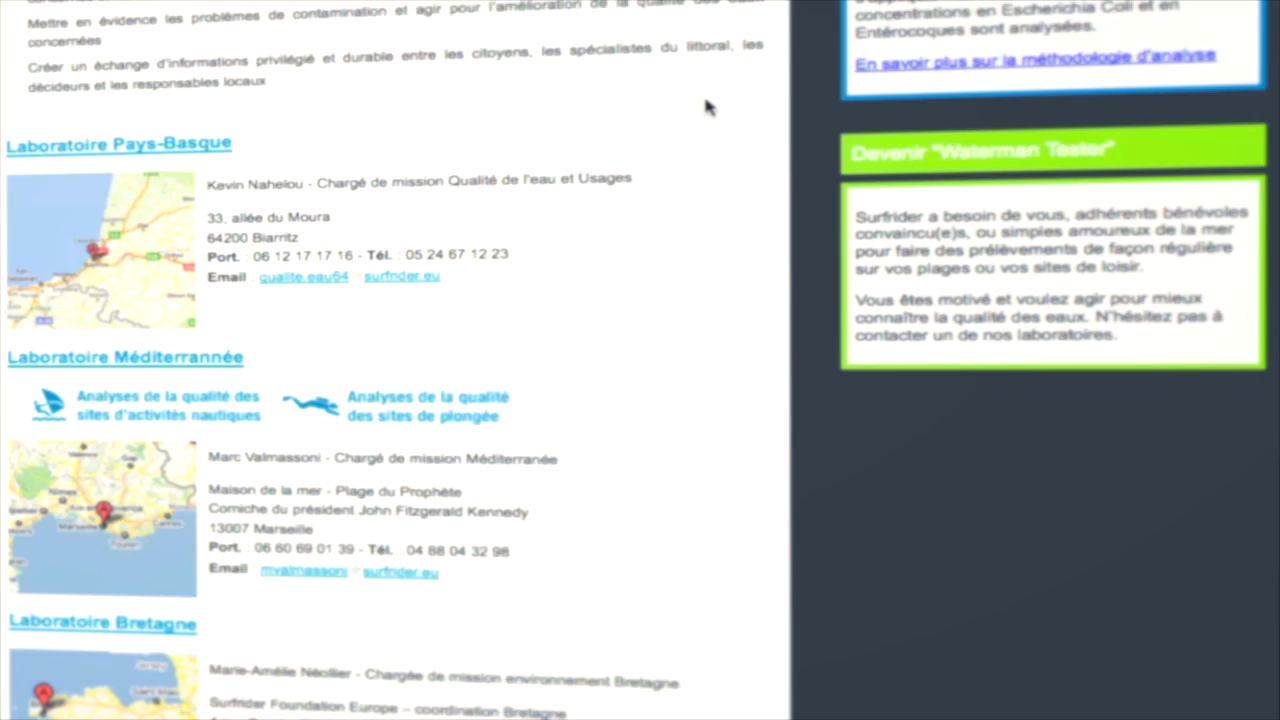 Mettre en évidence les problèmes de contamination et agir pour l'amélioration de la qualité des eaux
concernées
Créer un échange d'informations privilégié et durable entre les citoyens, les spécialistes du littoral, les
décideurs et les responsables locaux
Laboratoire Pays-Basque
Kevin Nahelou - Chargé de mission Qualité de l'eau et Usages
33, allée du Moura
64200 Biarritz
Port. : 06 12 17 17 16 - Tél. : 05 24 67 12 23
Email : qualite.eau64 surfrider.eu
Laboratoire Méditerrannée
Analyses de la qualité des
sites d'activités nautiques
Analyses de la qualité
des sites de plongée
Marc Valmassoni - Chargé de mission Méditerranée
Maison de la mer - Plage du Prophète
Corniche du président John Fitzgerald Kennedy
13007 Marseille
Port. : 06 60 69 01 39 - Tél. : 04 88 04 32 98
Email : mvalmassoni surfrider.eu
Laboratoire Bretagne
Marie-Amélie Néollier - Chargée de mission environnement Bretagne
Surfrider Foundation Europe – coordination Bretagne
concentrations en Escherichia Coli et en
Entérocoques sont analysées.
En savoir plus sur la méthodologie d'analyse
Devenir "Waterman Tester"
Surfrider a besoin de vous, adhérents bénévoles
convaincu(e)s, ou simples amoureux de la mer
pour faire des prélèvements de façon régulière
sur vos plages ou vos sites de loisir.
Vous êtes motivé et voulez agir pour mieux
connaître la qualité des eaux. N'hésitez pas à
contacter un de nos laboratoires.